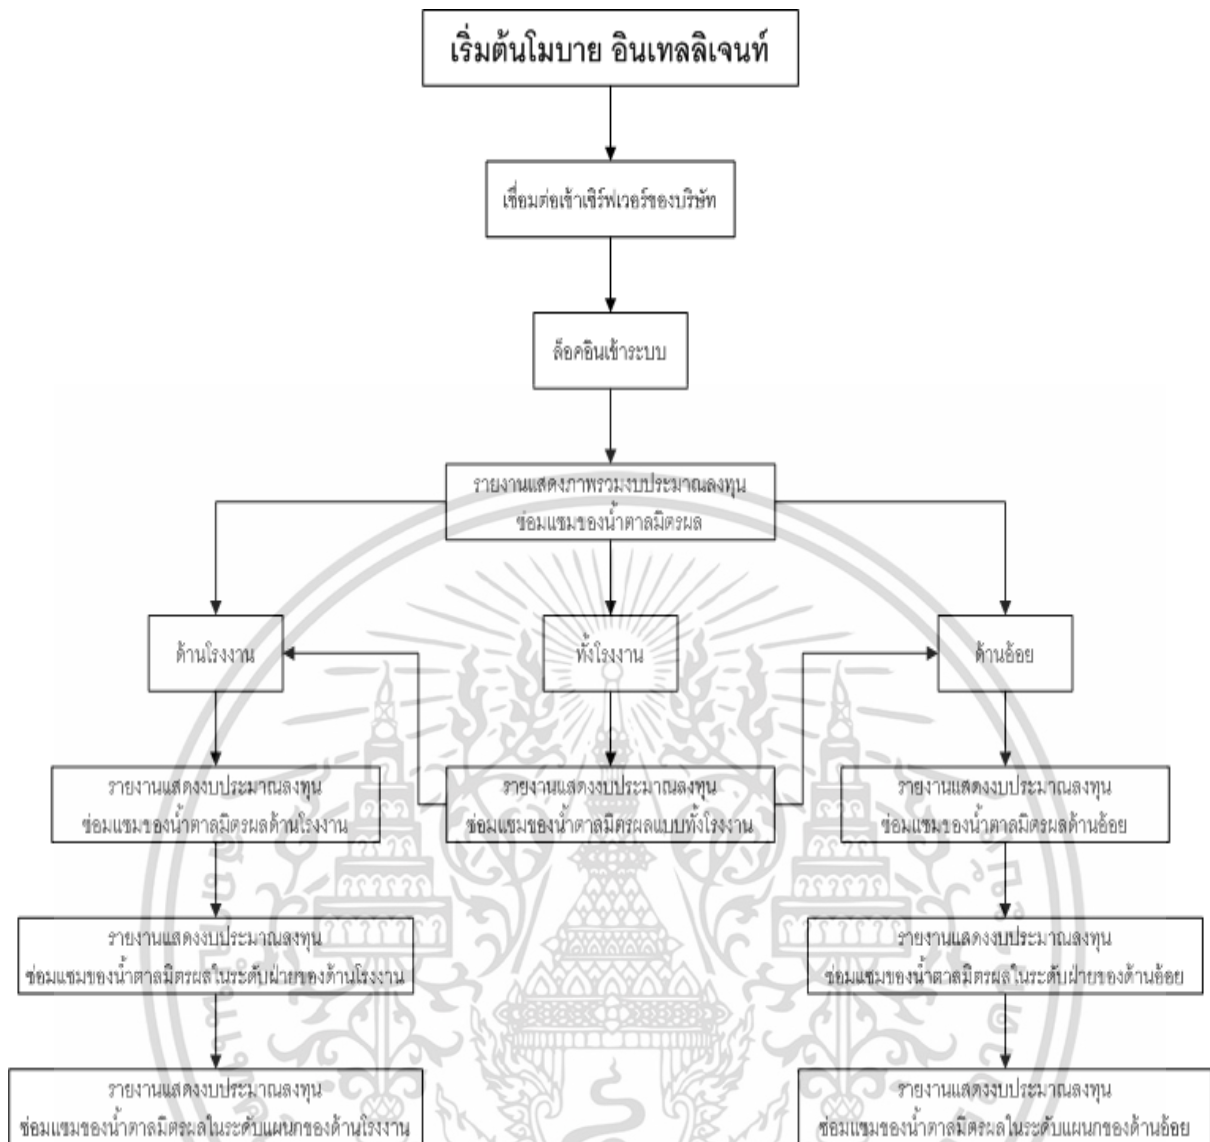 เริ่มต้นโมบาย อินเทลลิเจนท์
เชื่อมต่อเข้าเซิร์ฟเวอร์ของบริษัท
ล็อคอินเข้าระบบ
รายงานแสดงภาพรวมงบประมาณลงทุน
ซ่อมแซมของน้ำตาลมิตรผล
ด้านโรงงาน
ทั้งโรงงาน
ด้านอ้อย
รายงานแสดงงบประมาณลงทุน
ซ่อมแซมของน้ำตาลมิตรผลด้านโรงงาน
รายงานแสดงงบประมาณลงทุน
ซ่อมแซมของน้ำตาลมิตรผลแบบทั้งโรงงาน
รายงานแสดงงบประมาณลงทุน
ซ่อมแซมของน้ำตาลมิตรผลด้านอ้อย
รายงานแสดงงบประมาณลงทุน
ซ่อมแซมของน้ำตาลมิตรผลในระดับฝ่ายของด้านโรงงาน
รายงานแสดงงบประมาณลงทุน
ซ่อมแซมของน้ำตาลมิตรผลในระดับฝ่ายของด้านอ้อย
รายงานแสดงงบประมาณลงทุน
ซ่อมแซมของน้ำตาลมิตรผลในระดับแผนกของด้านโรงงาน
รายงานแสดงงบประมาณลงทุน
ซ่อมแซมของน้ำตาลมิตรผลในระดับแผนกของด้านอ้อย